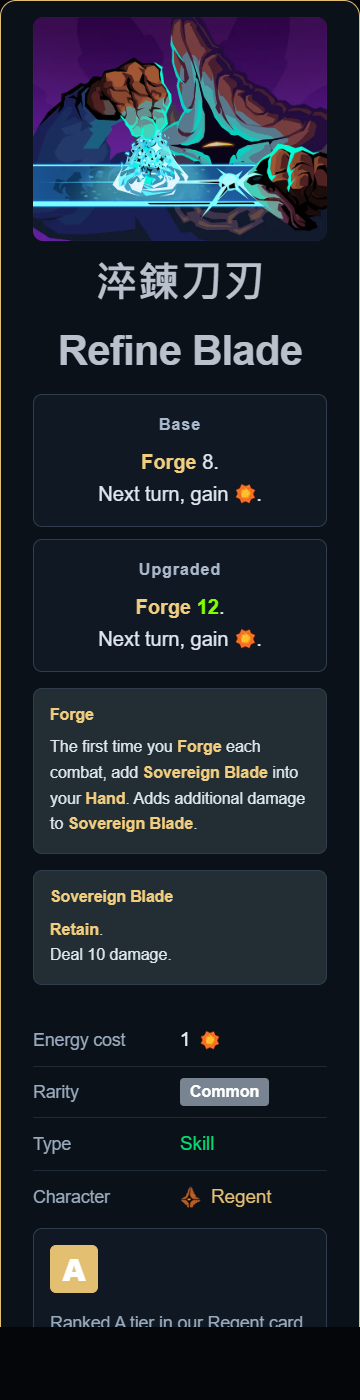 淬鍊刀刃
Refine Blade
Base
Forge 8.
Next turn, gain .
Upgraded
Forge 12.
Next turn, gain .
Forge
The first time you Forge each
combat, add Sovereign Blade into
your Hand. Adds additional damage
to Sovereign Blade.
Sovereign Blade
Retain.
Deal 10 damage.
Energy cost 1
Rarity Common
Type Skill
Character Regent
A
Ranked A tier in our Regent card